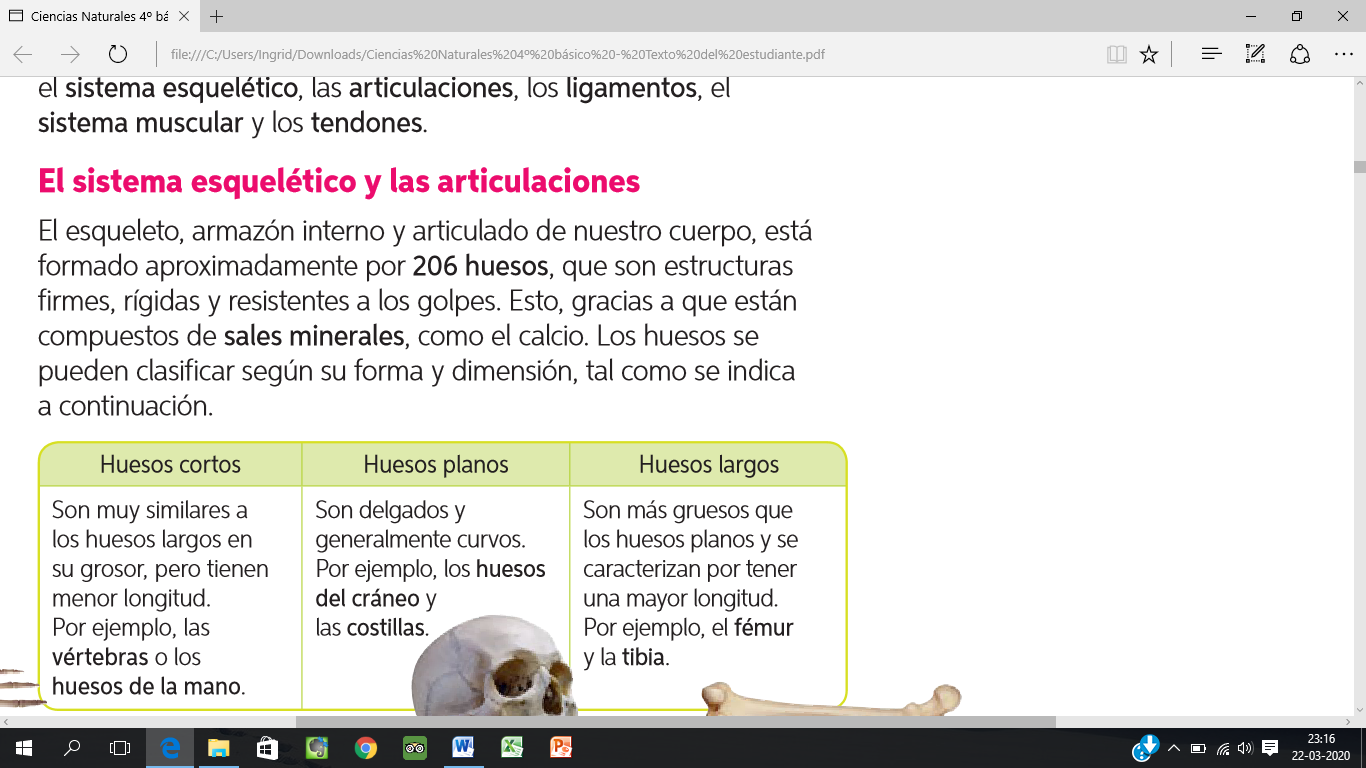 Ciencias Naturales 4º bá
file:///C:/Users/Ingrid/Downloads/Ciencias%20Naturales%204º%20básico%20-%20Texto%20del%20estudiante.pdf
el sistema esquelético, las articulaciones, los ligamentos, el
sistema muscular y los tendones.
El sistema esquelético y las articulaciones
El esqueleto, armazón interno y articulado de nuestro cuerpo, está
formado aproximadamente por 206 huesos, que son estructuras
firmes, rígidas y resistentes a los golpes. Esto, gracias a que están
compuestos de sales minerales, como el calcio. Los huesos se
pueden clasificar según su forma y dimensión, tal como se indica
a continuación.
Huesos cortos
Son muy similares a
los huesos largos en
su grosor, pero tienen
menor longitud.
Por ejemplo, las
vértebras o los
huesos de la mano.
Huesos planos
Son delgados y
generalmente curvos.
Por ejemplo, los huesos
del cráneo y
las costillas.
Huesos largos
Son más gruesos que
los huesos planos y se
caracterizan por tener
una mayor longitud.
Por ejemplo, el fémur
y la tibia.
23:16
22-03-2020